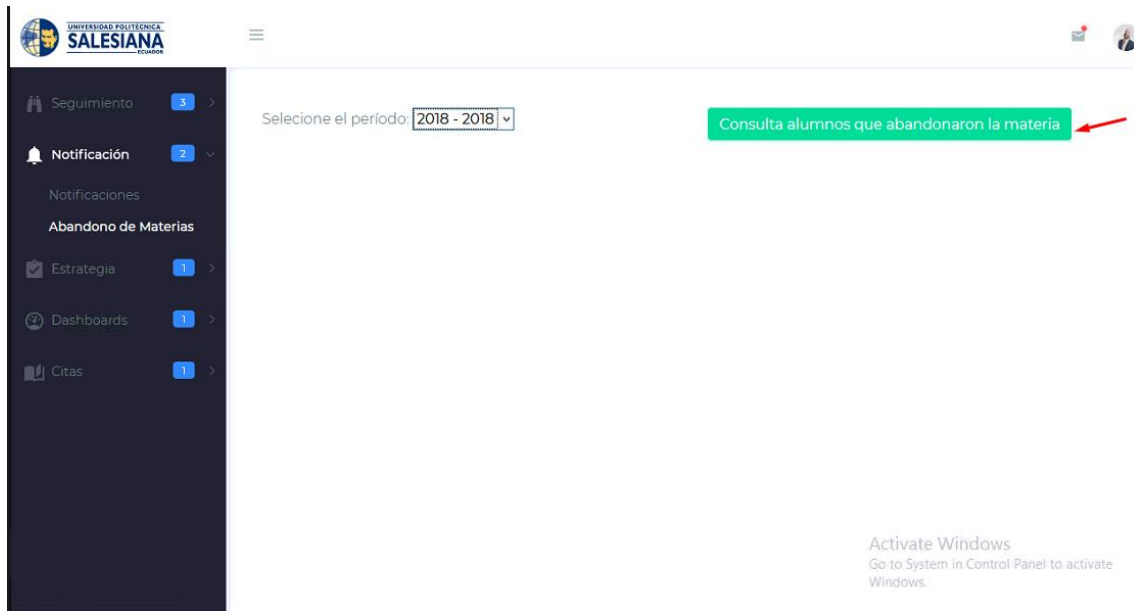 UNIVERSIDAD POLITÉCNICA
SALESIANA
ECUADOR
Seguimiento 3
Notificación 2
Notificaciones
Abandono de Materias
Estrategia 1
Dashboards 1
Citas 1
Selecione el período: 2018 - 2018
Consulta alumnos que abandonaron la materia
Activate Windows
Go to System in Control Panel to activate
Windows.